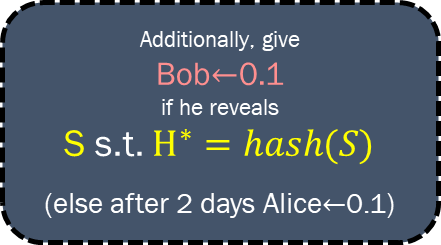 Additionally, give
Bob←0.1
if he reveals
S s.t. H* = hash(S)
(else after 2 days Alice←0.1)